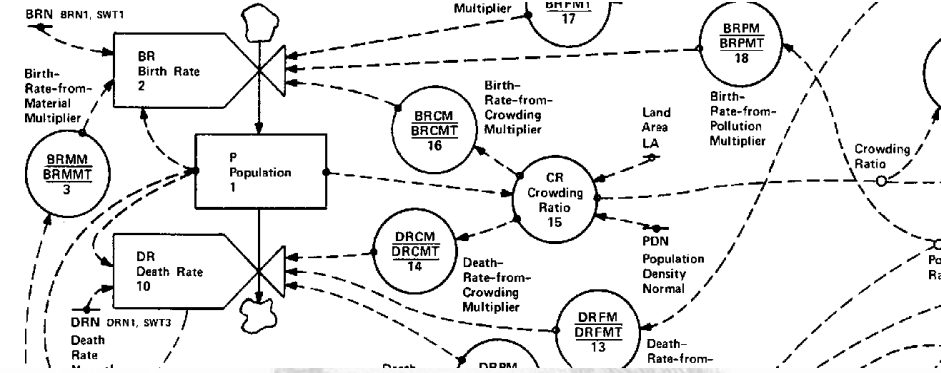 BRN BRN1, SWT1
Multiplier
BRFMT
17
BRPM
BRPMT
18
BR
Birth Rate
2
Birth-
Rate-from-
Material
Multiplier
Birth-
Rate-from-
Crowding
Multiplier
Birth-
Rate-from-
Pollution
Multiplier
Land
Area
LA
BRCM
BRCMT
16
BRMM
BRMMT
3
P
Population
1
CR
Crowding
Ratio
15
Crowding
Ratio
DRCM
DRCMT
14
PDN
Population
Density
Normal
DR
Death Rate
10
Death-
Rate-from-
Crowding
Multiplier
DRN DRN1, SWT3
Death
Rate
DRFM
DRFMT
13
Death-
Rate-from-
Death
DRPM